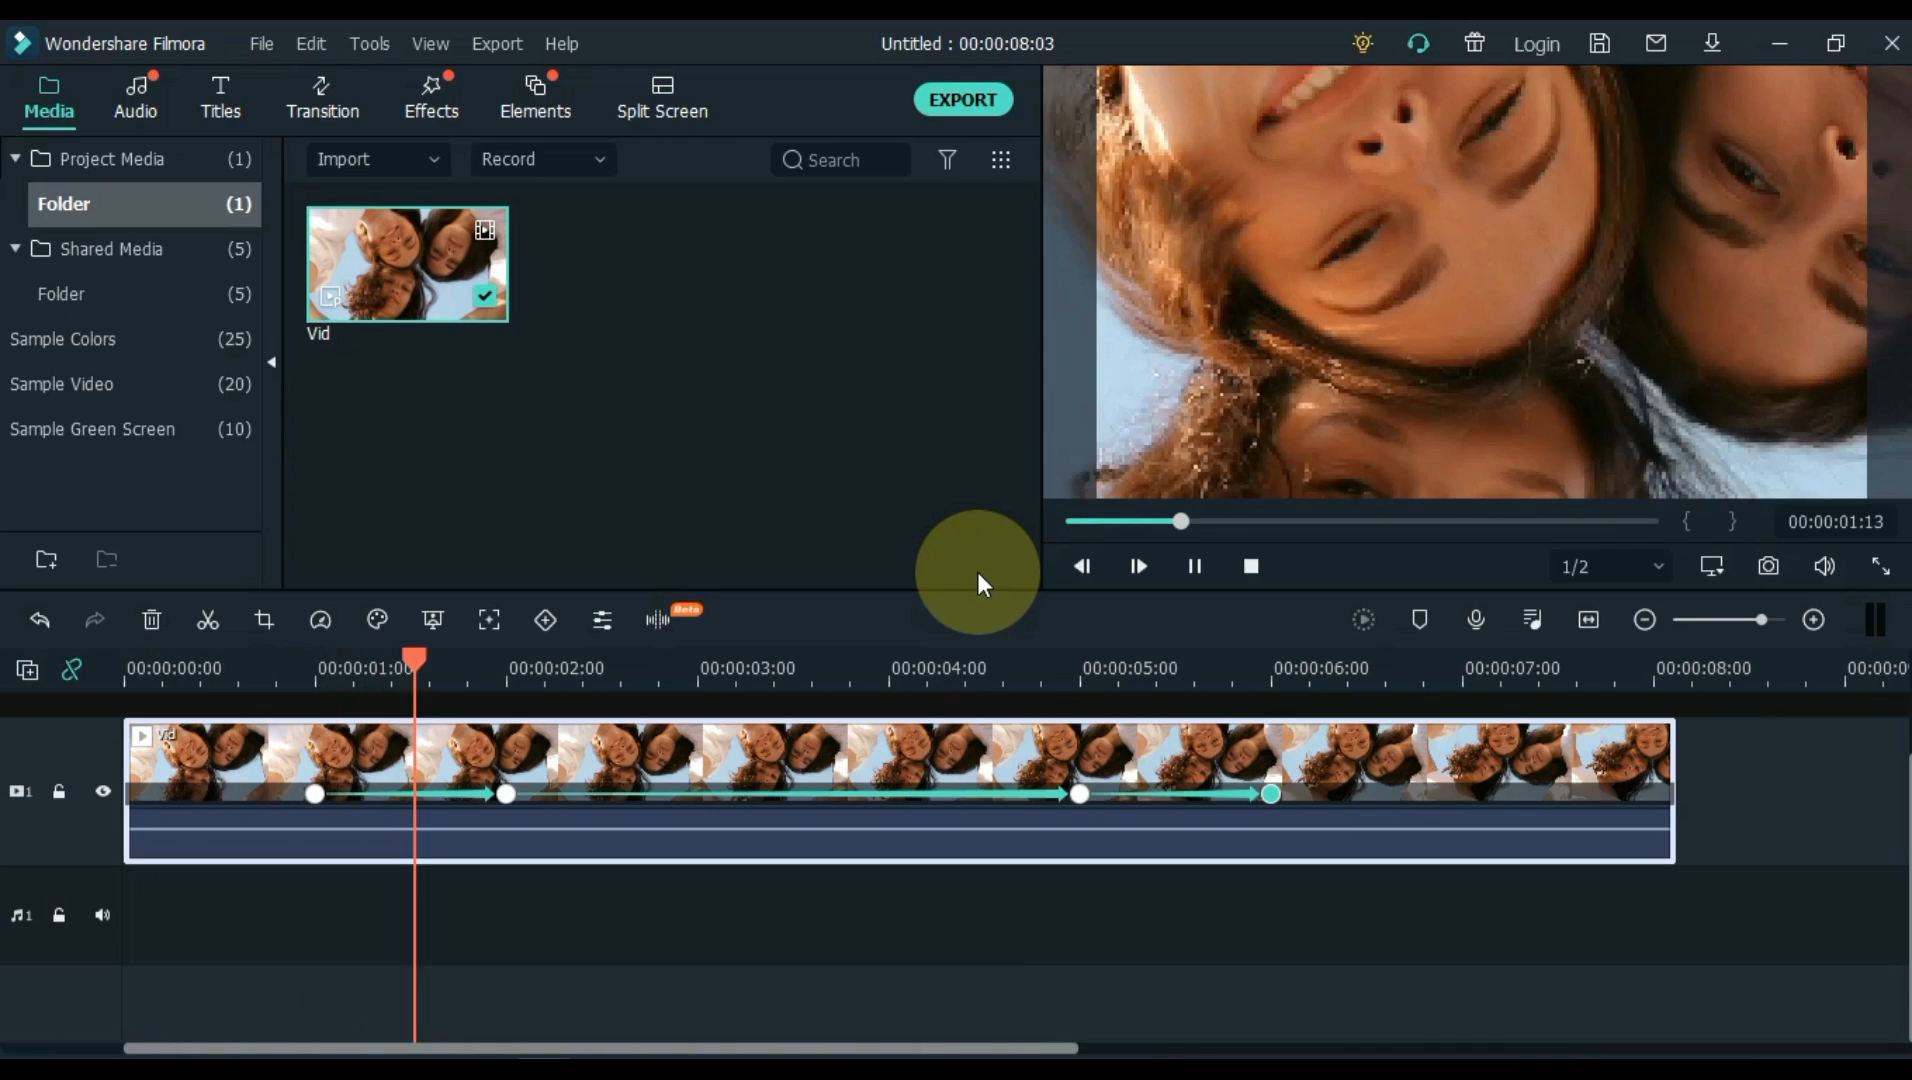 Wondershare Filmora File Edit Tools View Export Help Untitled : 00:00:08:03 Login
Media Audio Titles Transition Effects Elements Split Screen EXPORT
Project Media (1) Import Record Search
Folder (1)
Shared Media (5)
Folder (5)
Vid
Sample Colors (25)
Sample Video (20)
Sample Green Screen (10)
{ } 00:00:01:13
1/2
Beta
00:00:00:00 00:00:01:00 00:00:02:00 00:00:03:00 00:00:04:00 00:00:05:00 00:00:06:00 00:00:07:00 00:00:08:00 00:00:0
Vid
1
1